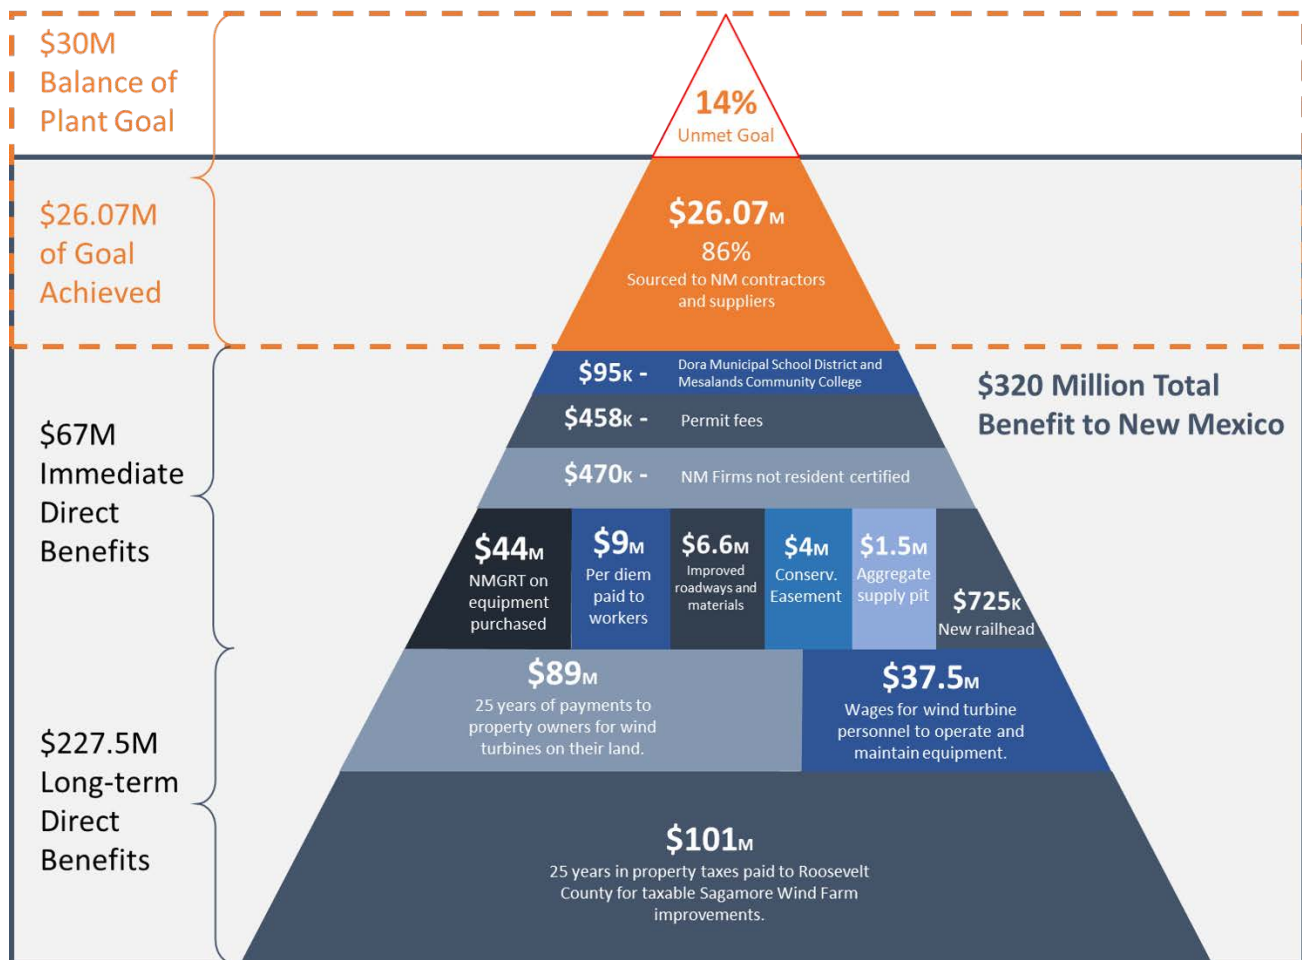 $30M
Balance of
Plant Goal
14%
Unmet Goal
$26.07M
of Goal
Achieved
$26.07M
86%
Sourced to NM contractors
and suppliers
$67M
Immediate
Direct
Benefits
$95K -
Dora Municipal School District and
Mesalands Community College
$458K -
Permit fees
$470K -
NM Firms not resident certified
$320 Million Total
Benefit to New Mexico
$44M
NMGRT on
equipment
purchased
$9M
Per diem
paid to
workers
$6.6M
Improved
roadways and
materials
$4M
Conserv.
Easement
$1.5M
Aggregate
supply pit
$725K
New railhead
$227.5M
Long-term
Direct
Benefits
$89M
25 years of payments to
property owners for wind
turbines on their land.
$37.5M
Wages for wind turbine
personnel to operate and
maintain equipment.
$101M
25 years in property taxes paid to Roosevelt
County for taxable Sagamore Wind Farm
improvements.